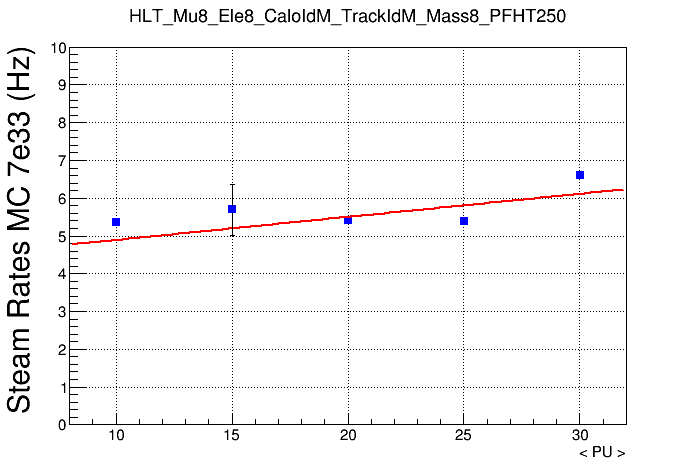 HLT_Mu8_Ele8_CaloIdM_TrackIdM_Mass8_PFHT250
Steam Rates MC 7e33 (Hz)
10
9
8
7
6
5
4
3
2
1
0
10 15 20 25 30
< PU >